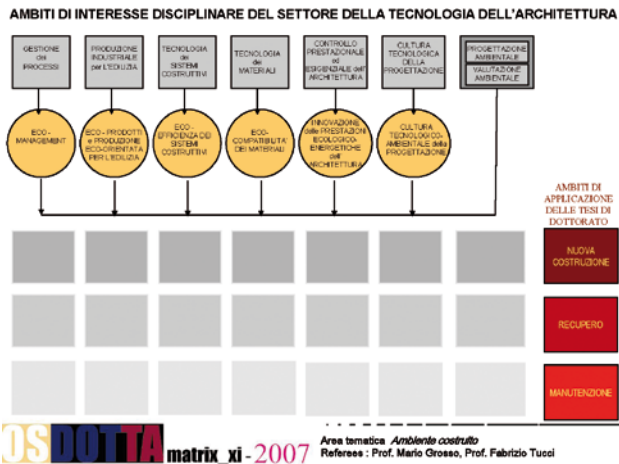 AMBITI DI INTERESSE DISCIPLINARE DEL SETTORE DELLA TECNOLOGIA DELL'ARCHITETTURA
GESTIONE
dei
PROCESSI
PRODUZIONE
INDUSTRIALE
per L'EDILIZIA
TECNOLOGIA
dei
SISTEMI
COSTRUTTIVI
TECNOLOGIA
dei
MATERIALI
CONTROLLO
PRESTAZIONALE
ed
ESIGENZIALE dell'
ARCHITETTURA
CULTURA
TECNOLOGICA
DELLA
PROGETTAZIONE
PROGETTAZIONE
AMBIENTALE
VALUTAZIONE
AMBIENTALE
ECO -
MANAGEMENT
ECO - PRODOTTI
e PRODUZIONE
ECO-ORIENTATA
PER L'EDILIZIA
ECO -
EFFICIENZA DEI
SISTEMI
COSTRUTTIVI
ECO-
COMPATIBILITA'
DEI MATERIALI
INNOVAZIONE
delle PRESTAZIONI
ECOLOGICO-
ENERGETICHE
dell'
ARCHITETTURA
CULTURA
TECNOLOGICO-
AMBIENTALE della
PROGETTAZIONE
AMBITI DI
APPLICAZIONE
DELLE TESI DI
DOTTORATO
NUOVA
COSTRUZIONE
RECUPERO
MANUTENZIONE
OSDOTTA matrix_xi - 2007
Area tematica Ambiente costruito
Referees : Prof. Mario Grosso, Prof. Fabrizio Tucci